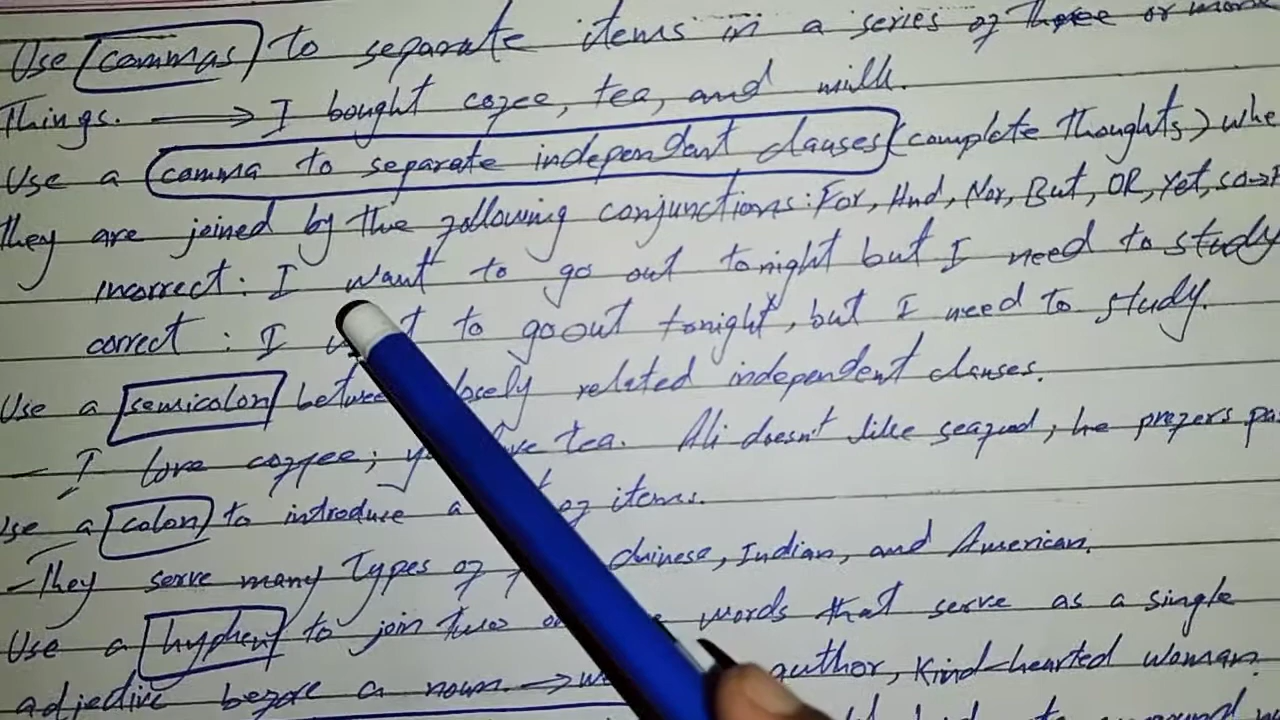 Use commas to separate items in a series of three or more
Things. → I bought coffee, tea, and milk.
Use a comma to separate independent clauses (complete thoughts) whe
They are joined by the following conjunctions: For, And, Nor, But, OR, Yet, so
incorrect: I want to go out tonight but I need to study
correct : I to go out tonight, but I need to study.
Use a semicolon related independent clauses.
- I love coffee; tea. Ali doesn't like seafood; he prefers pas
Use a colon to introduce a of items.
- They serve many Types of Chinese, Indian, and American.
Use a hyphen to join two words that serve as a single
adjective before a noun. → author, Kind-hearted woman.